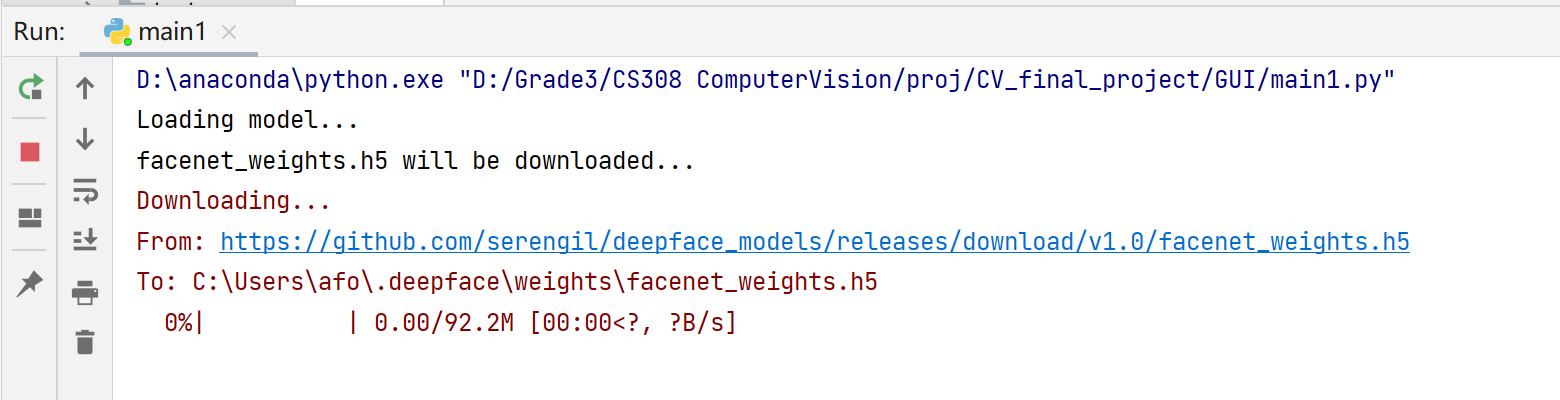 Run: main1
D:\anaconda\python.exe "D:/Grade3/CS308 ComputerVision/proj/CV_final_project/GUI/main1.py"
Loading model...
facenet_weights.h5 will be downloaded...
Downloading...
From: https://github.com/serengil/deepface_models/releases/download/v1.0/facenet_weights.h5
To: C:\Users\afo\.deepface\weights\facenet_weights.h5
0%|          | 0.00/92.2M [00:00<?, ?B/s]